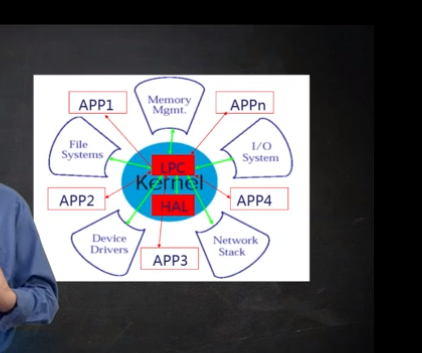 APP1
Memory
Mgmt.
APPn
File
Systems
I/O
System
LPC
Kernel
APP2
HAL
APP4
Device
Drivers
APP3
Network
Stack